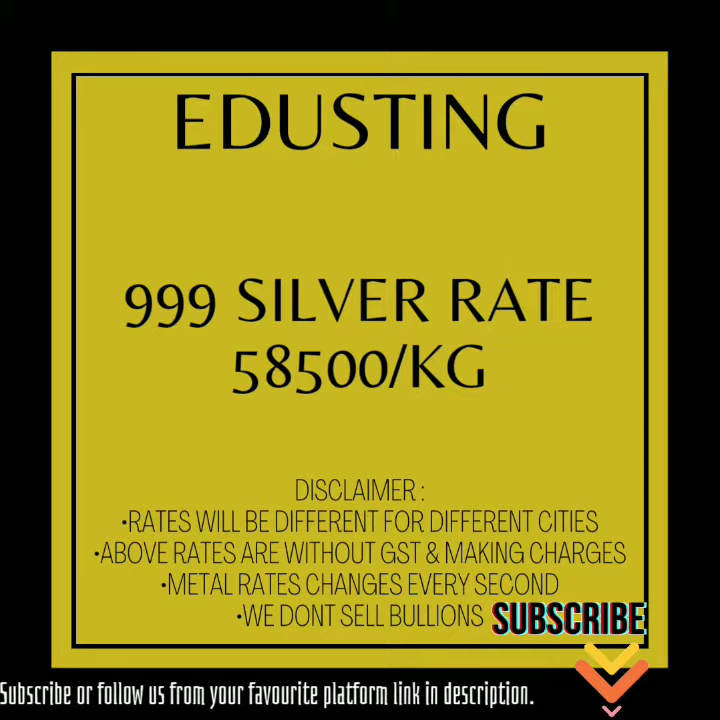 EDUSTING
999 SILVER RATE
58500/KG
DISCLAIMER :
•RATES WILL BE DIFFERENT FOR DIFFERENT CITIES
•ABOVE RATES ARE WITHOUT GST & MAKING CHARGES
•METAL RATES CHANGES EVERY SECOND
•WE DONT SELL BULLIONS
SUBSCRIBE
Subscribe or follow us from your favourite platform link in description.